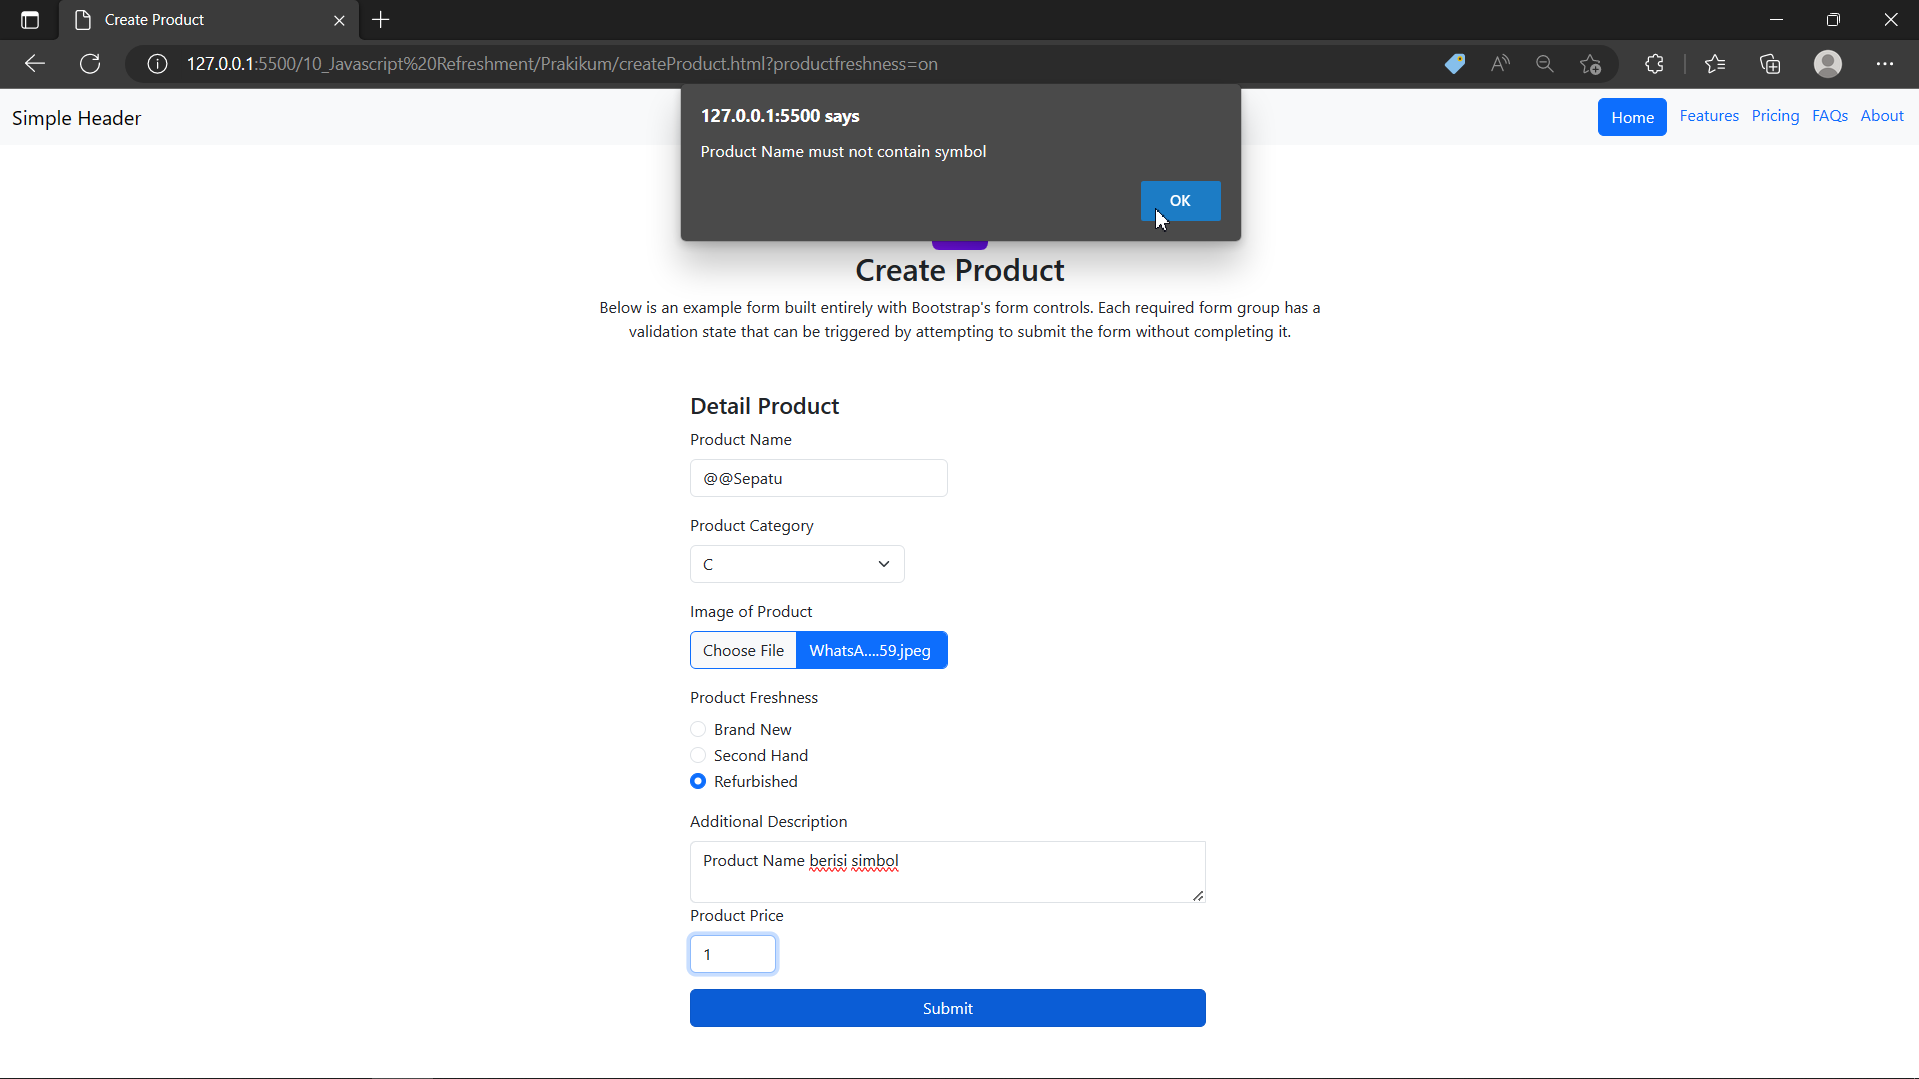 Create Product
127.0.0.1:5500/10_Javascript%20Refreshment/Prakikum/createProduct.html?productfreshness=on
Simple Header
Home Features Pricing FAQs About
127.0.0.1:5500 says
Product Name must not contain symbol
OK
Create Product
Below is an example form built entirely with Bootstrap's form controls. Each required form group has a
validation state that can be triggered by attempting to submit the form without completing it.
Detail Product
Product Name
@@Sepatu
Product Category
C
Image of Product
Choose File WhatsA....59.jpeg
Product Freshness
Brand New
Second Hand
Refurbished
Additional Description
Product Name berisi simbol
Product Price
1
Submit